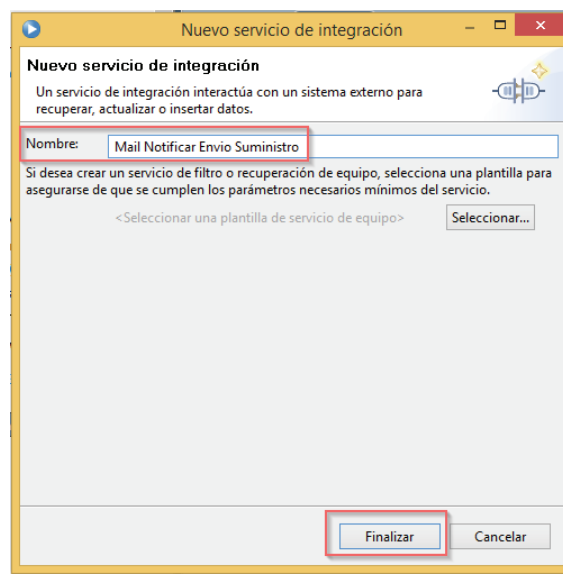 Nuevo servicio de integración
Nuevo servicio de integración
Un servicio de integración interactúa con un sistema externo para
recuperar, actualizar o insertar datos.
Nombre: Mail Notificar Envio Suministro
Si desea crear un servicio de filtro o recuperación de equipo, selecciona una plantilla para
asegurarse de que se cumplen los parámetros necesarios mínimos del servicio.
<Seleccionar una plantilla de servicio de equipo> Seleccionar...
Finalizar Cancelar